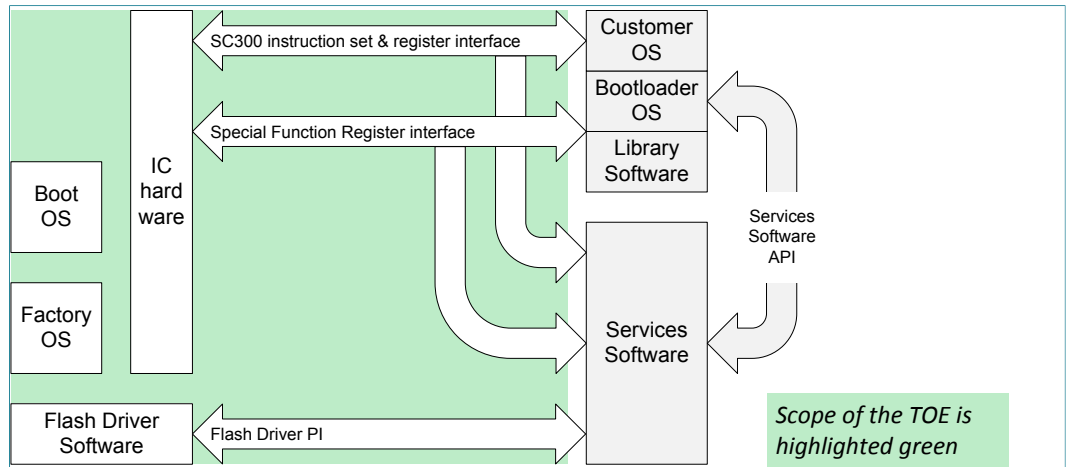 SC300 instruction set & register interface
Customer
OS
Bootloader
OS
Special Function Register interface
Library
Software
IC
hard
ware
Boot
OS
Services
Software
API
Factory
OS
Services
Software
Flash Driver
Software
Flash Driver PI
Scope of the TOE is
highlighted green